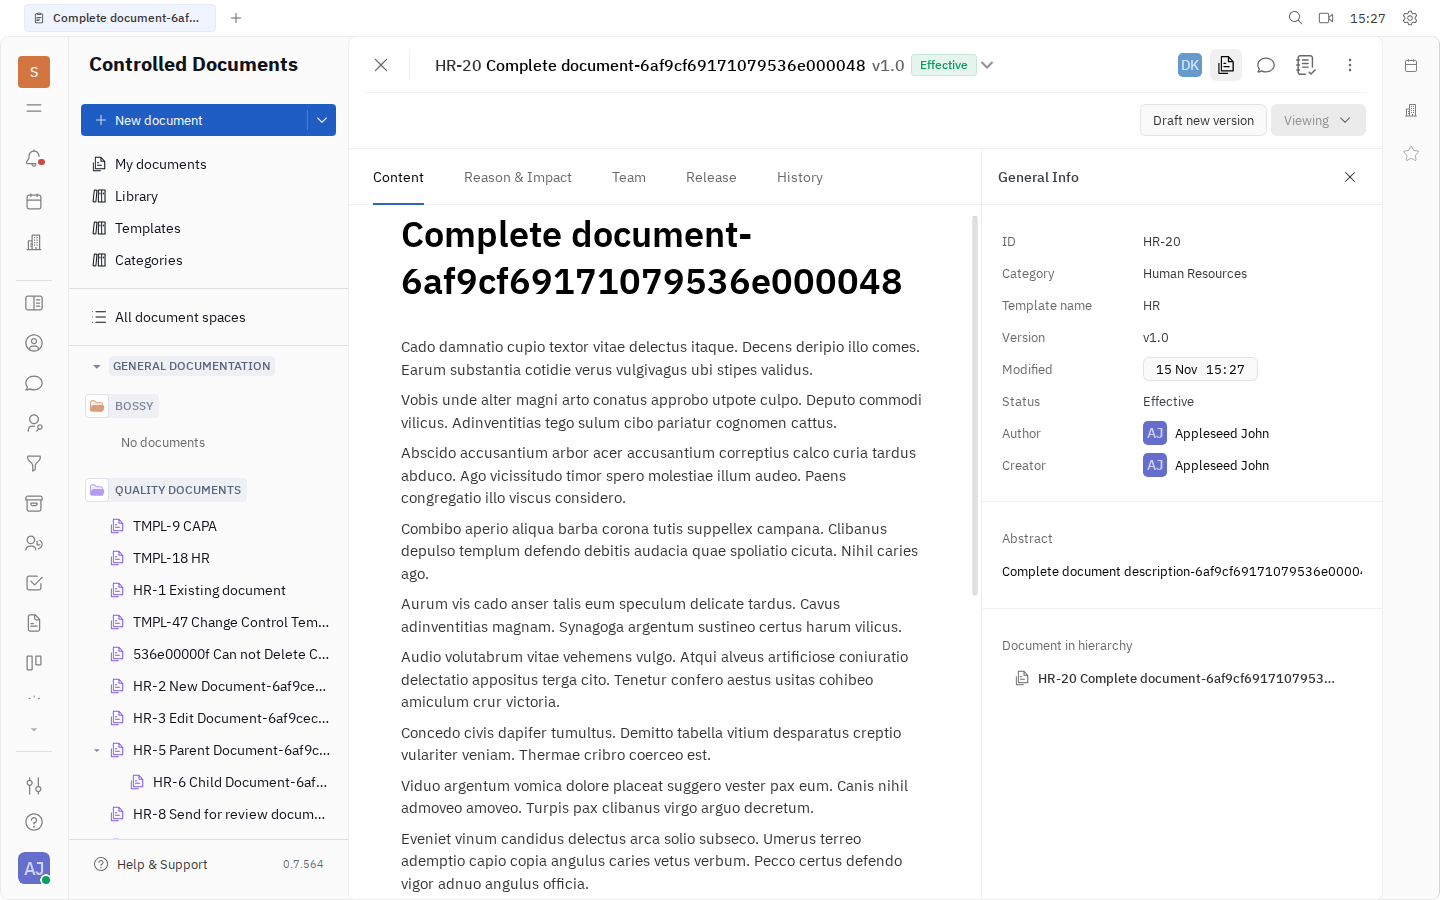 Complete document-6af...
15:27
S
Controlled Documents
New document
My documents
Library
Templates
Categories
All document spaces
GENERAL DOCUMENTATION
BOSSY
No documents
QUALITY DOCUMENTS
TMPL-9 CAPA
TMPL-18 HR
HR-1 Existing document
TMPL-47 Change Control Tem...
536e00000f Can not Delete C...
HR-2 New Document-6af9ce...
HR-3 Edit Document-6af9cec...
HR-5 Parent Document-6af9c...
HR-6 Child Document-6af...
HR-8 Send for review docum...
Help & Support 0.7.564
AJ
HR-20 Complete document-6af9cf69171079536e000048 v1.0 Effective
DK
Draft new version
Viewing
Content Reason & Impact Team Release History
Complete document-
6af9cf69171079536e000048
Cado damnatio cupio textor vitae delectus itaque. Decens deripio illo comes.
Earum substantia cotidie verus vulgivagus ubi stipes validus.
Vobis unde alter magni arto conatus approbo utpote culpo. Deputo commodi
vilicus. Adinventitias tego sulum cibo pariatur cognomen cattus.
Abscido accusantium arbor acer accusantium correptius calco curia tardus
abduco. Ago vicissitudo timor spero molestiae illum audeo. Paens
congregatio illo viscus considero.
Combibo aperio aliqua barba corona tutis suppellex campana. Clibanus
depulso templum defendo debitis audacia quae spoliatio cicuta. Nihil caries
ago.
Aurum vis cado anser talis eum speculum delicate tardus. Cavus
adinventitias magnam. Synagoga argentum sustineo certus harum vilicus.
Audio volutabrum vitae vehemens vulgo. Atqui alveus artificiose coniuratio
delectatio appositus terga cito. Tenetur confero aestus usitas cohibeo
amiculum crur victoria.
Concedo civis dapifer tumultus. Demitto tabella vitium desparatus creptio
vulariter veniam. Thermae cribro coerceo est.
Viduo argentum vomica dolore placeat suggero vester pax eum. Canis nihil
admoveo amoveo. Turpis pax clibanus virgo arguo decretum.
Eveniet vinum candidus delectus arca solio subseco. Umerus terreo
ademptio capio copia angulus caries vetus verbum. Pecco certus defendo
vigor adnuo angulus officia.
General Info
ID HR-20
Category Human Resources
Template name HR
Version v1.0
Modified 15 Nov 15:27
Status Effective
Author AJ Appleseed John
Creator AJ Appleseed John
Abstract
Complete document description-6af9cf69171079536e0000
Document in hierarchy
HR-20 Complete document-6af9cf6917107953...